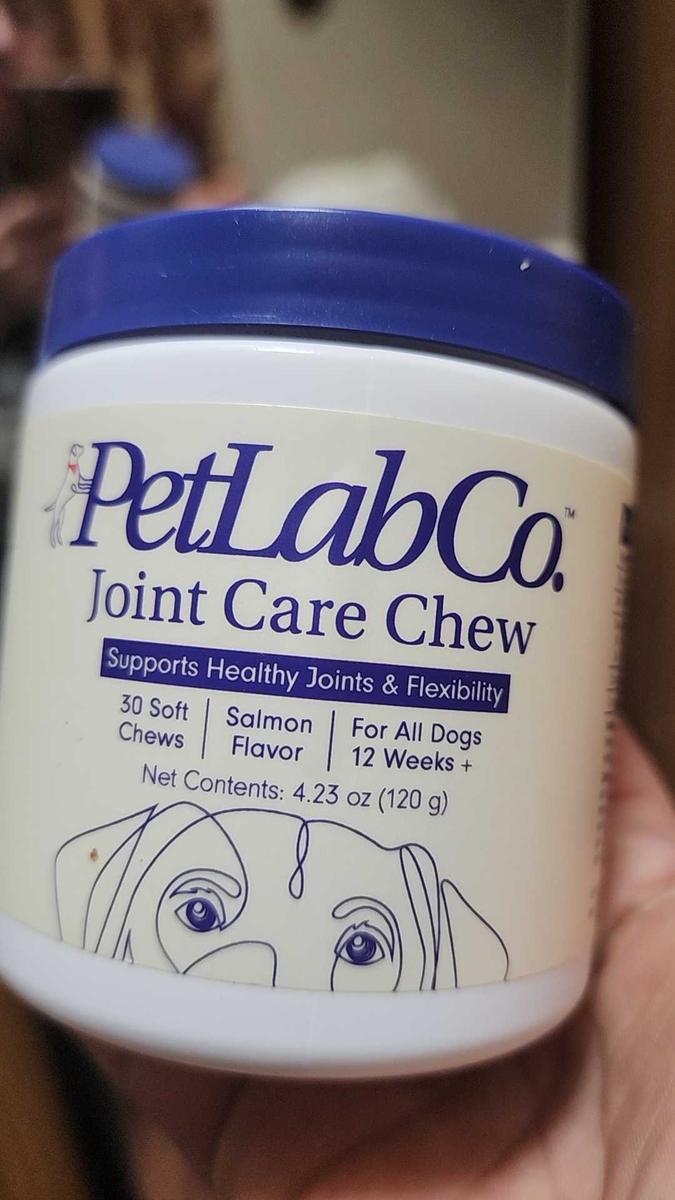 PetLabCo.™
Joint Care Chew
Supports Healthy Joints & Flexibility
30 Soft Chews
Salmon Flavor
For All Dogs 12 Weeks +
Net Contents: 4.23 oz (120 g)